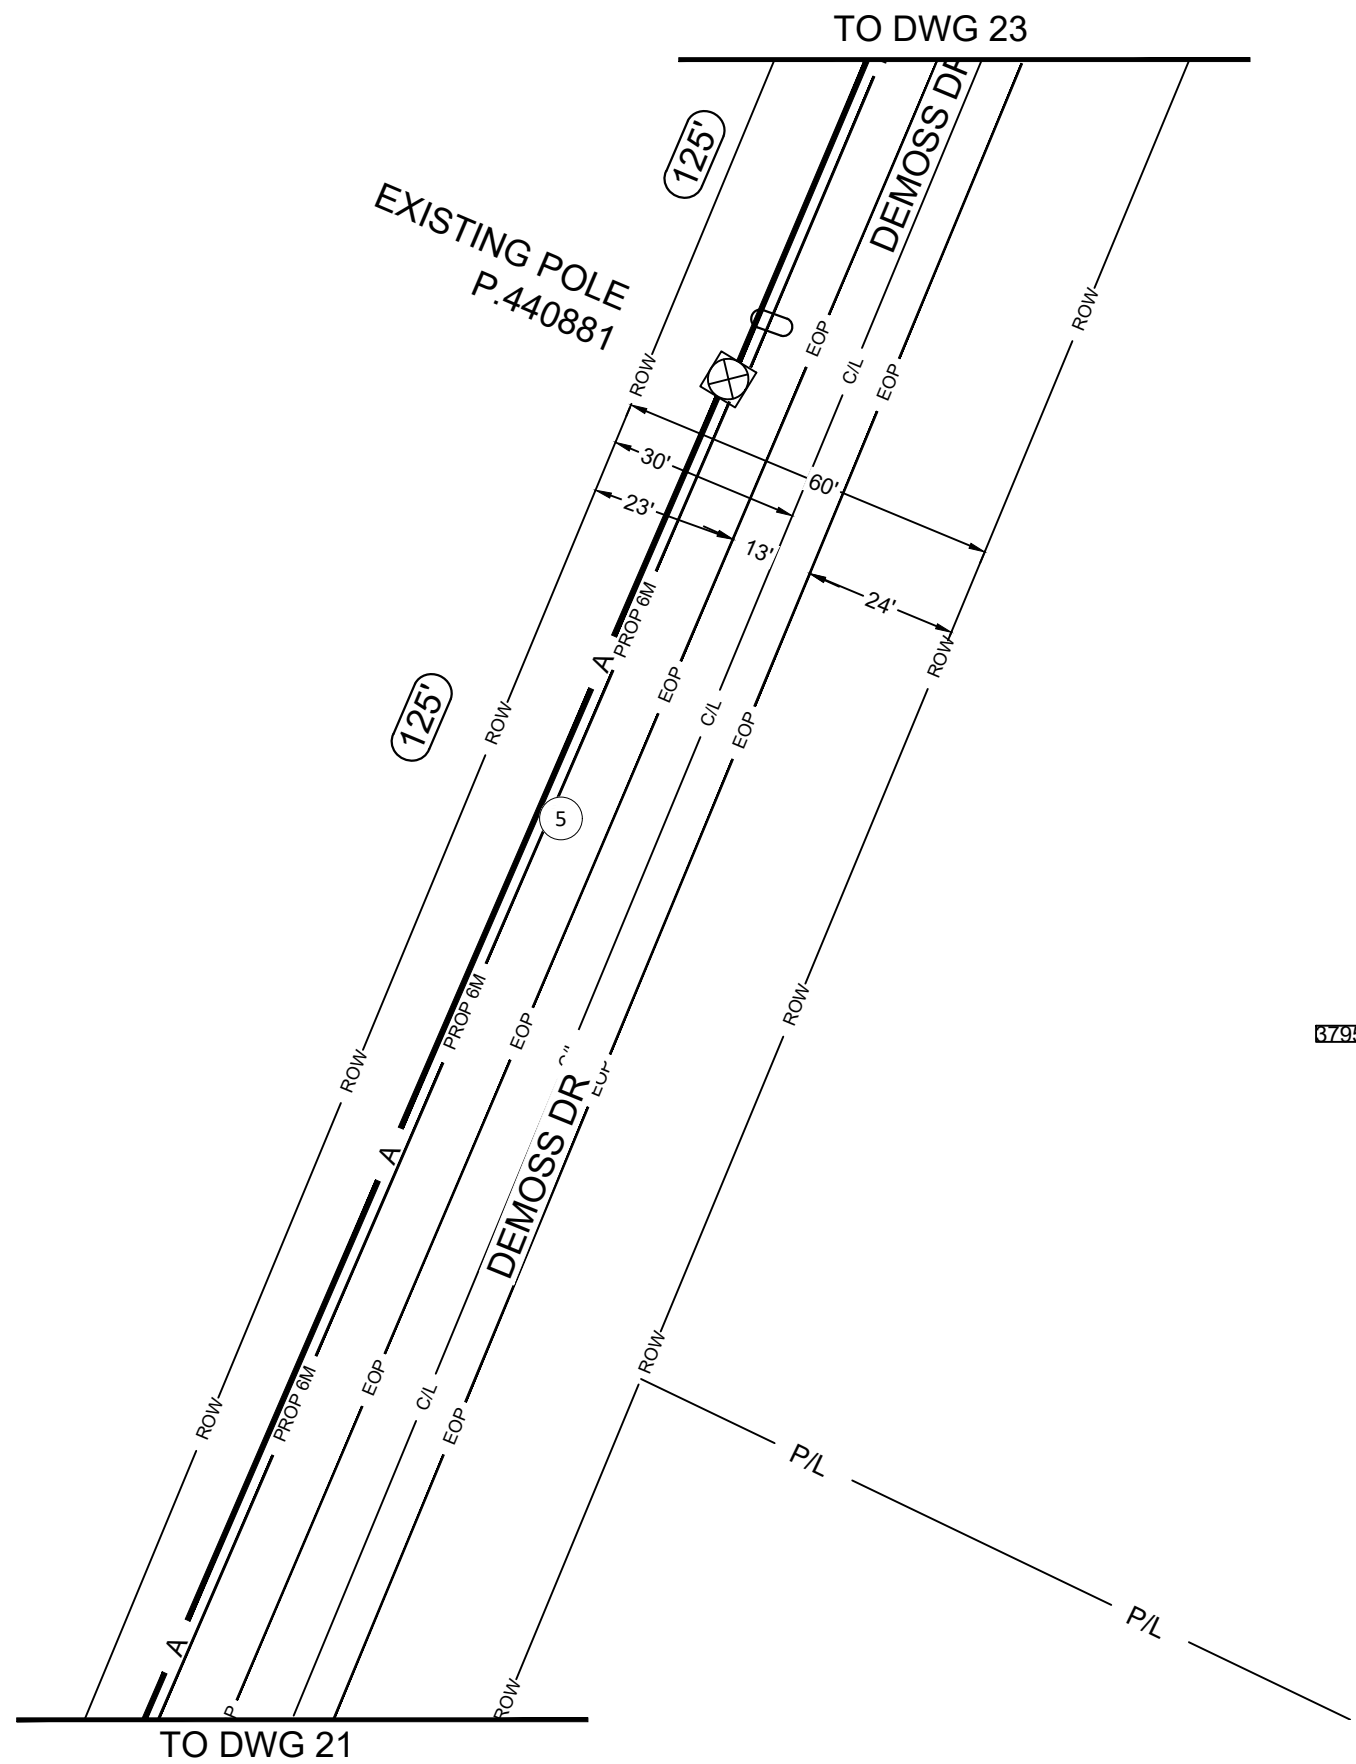 TO DWG 23
125'
DEMOSS DR
EXISTING POLE
P.440881
ROW
EOP
C/L
EOP
ROW
30'
60'
23'
13'
24'
PROP 6M
A
ROW
EOP
C/L
EOP
ROW
125'
5
PROP 6M
EOP
ROW
3795
ROW
EOP
DEMOSS DR
A
ROW
PROP 6M
EOP
C/L
EOP
ROW
P/L
P/L
A
P
ROW
TO DWG 21